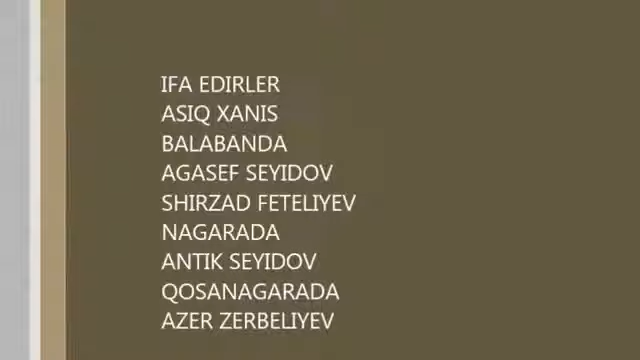 IFA EDIRLER
ASIQ XANIS
BALABANDA
AGASEF SEYIDOV
SHIRZAD FETELIYEV
NAGARADA
ANTIK SEYIDOV
QOSANAGARADA
AZER ZERBELIYEV